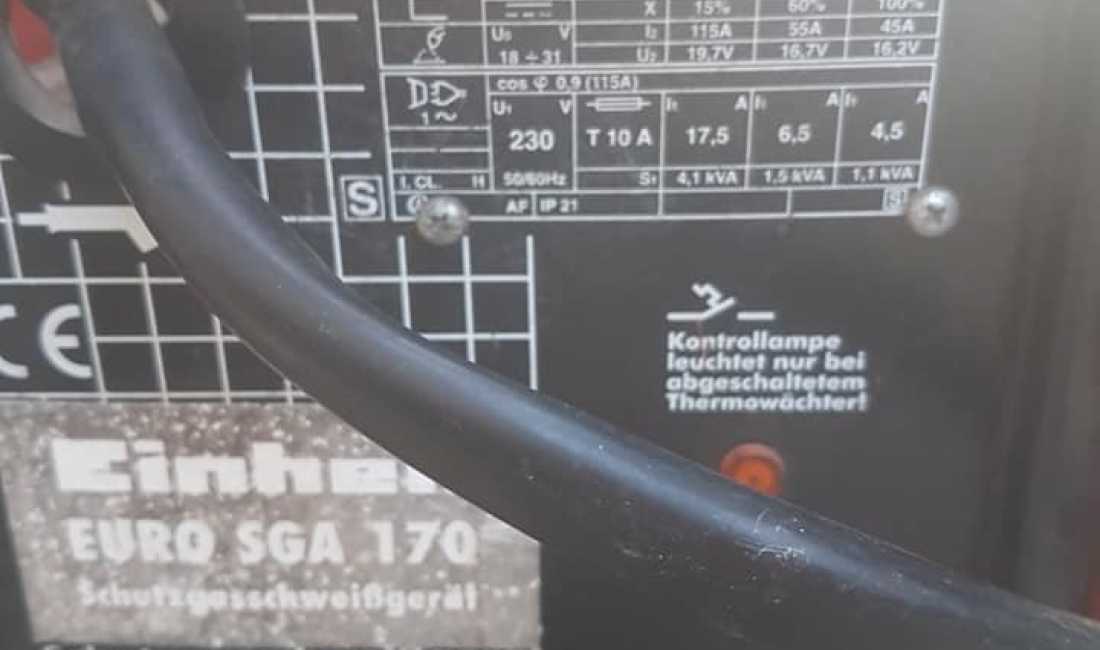 X 15% 60% 100%
U₀ V I₂ 115A 55A 45A
18 ÷ 31 U₂ 19,7V 16,7V 16,2V
cos φ 0,9 (115A)
1~ U₁ V I₁ A I₁ A I₁ A
230 T 10 A 17,5 6,5 4,5
I. CL. H 50/60Hz S₁ 4,1 kVA 1,5 kVA 1,1 kVA
S AF IP 21 S
CE
Kontrollampe
leuchtet nur bei
abgeschaltetem
Thermowächter!
Einhe
EURO SGA 170
Schutzgasschweißgerät